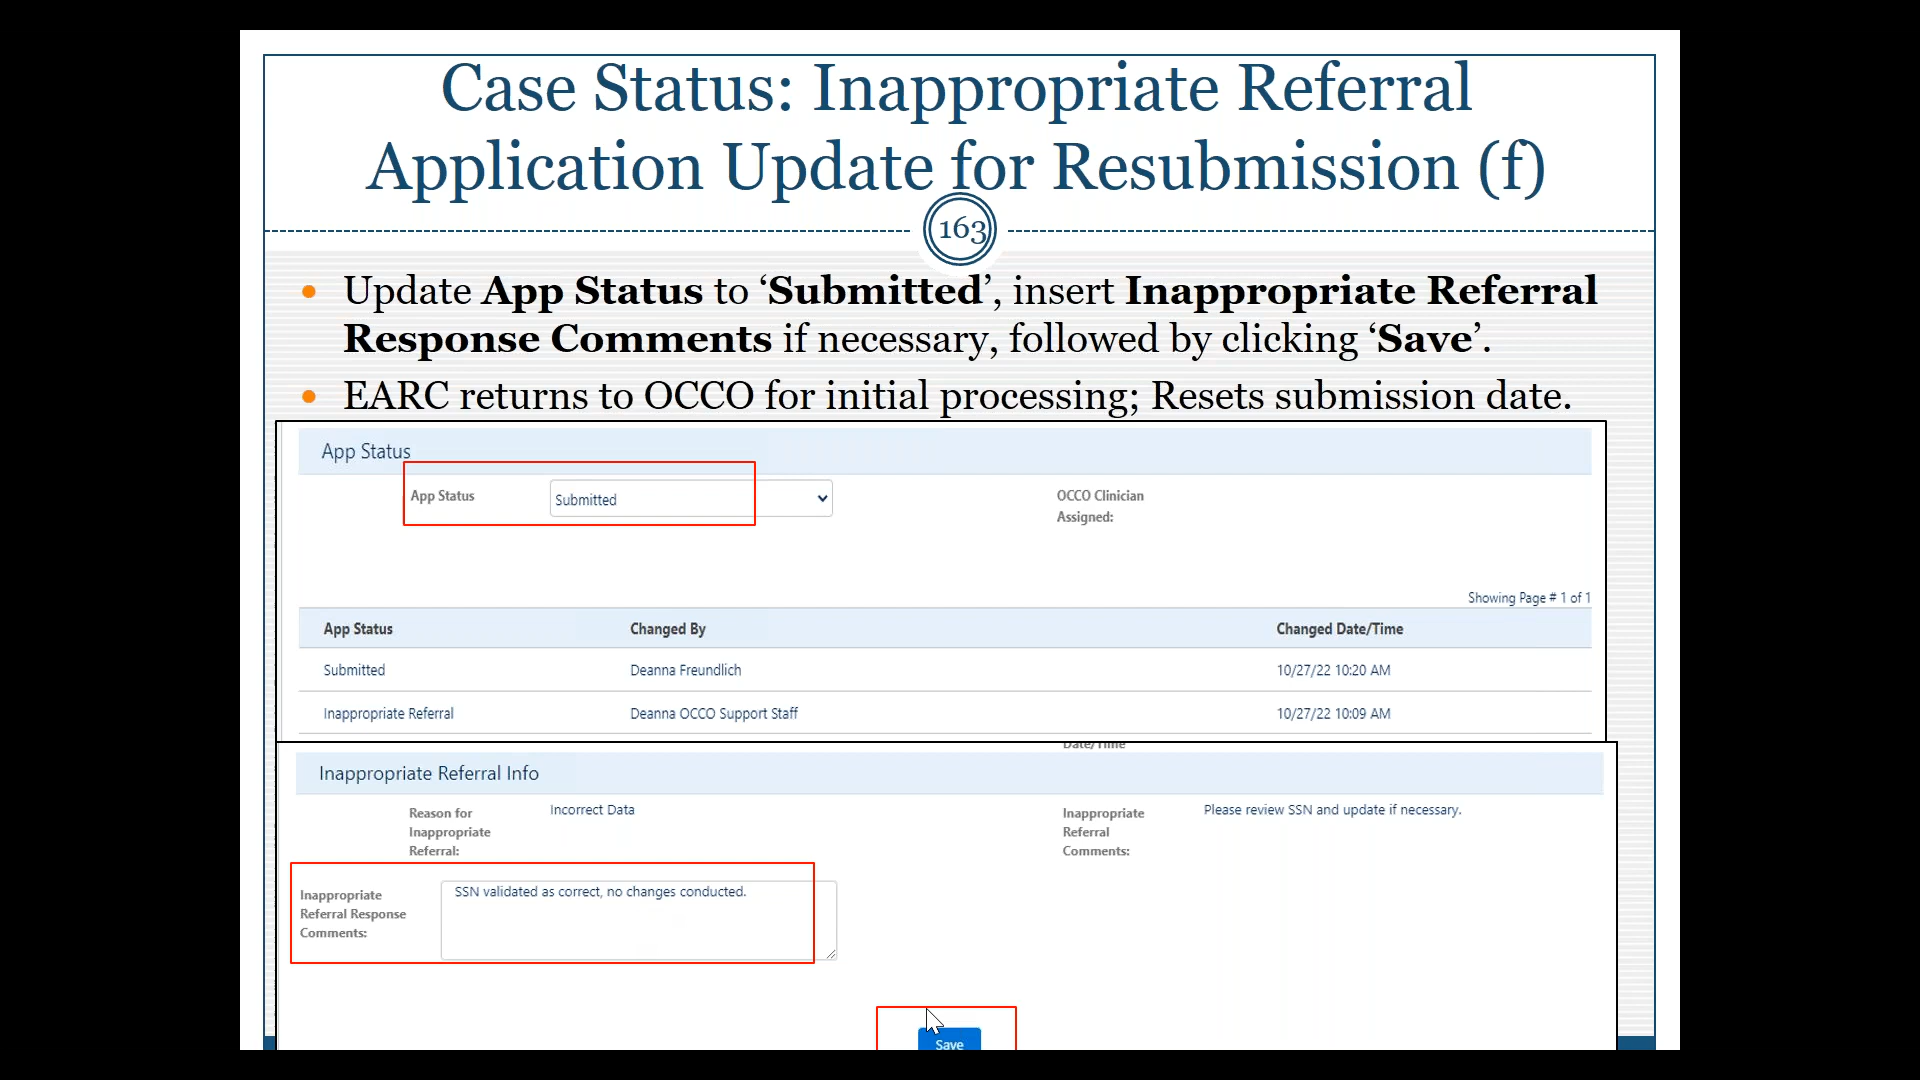 Case Status: Inappropriate Referral
Application Update for Resubmission (f)
163
Update App Status to ‘Submitted’, insert Inappropriate Referral
Response Comments if necessary, followed by clicking ‘Save’.
EARC returns to OCCO for initial processing; Resets submission date.
App Status
App Status
Submitted
OCCO Clinician
Assigned:
Showing Page # 1 of 1
App Status Changed By Changed Date/Time
Submitted Deanna Freundlich 10/27/22 10:20 AM
Inappropriate Referral Deanna OCCO Support Staff 10/27/22 10:09 AM
Date/Time
Inappropriate Referral Info
Reason for
Inappropriate
Referral:
Incorrect Data
Inappropriate
Referral
Comments:
Please review SSN and update if necessary.
Inappropriate
Referral Response
Comments:
SSN validated as correct, no changes conducted.
Save